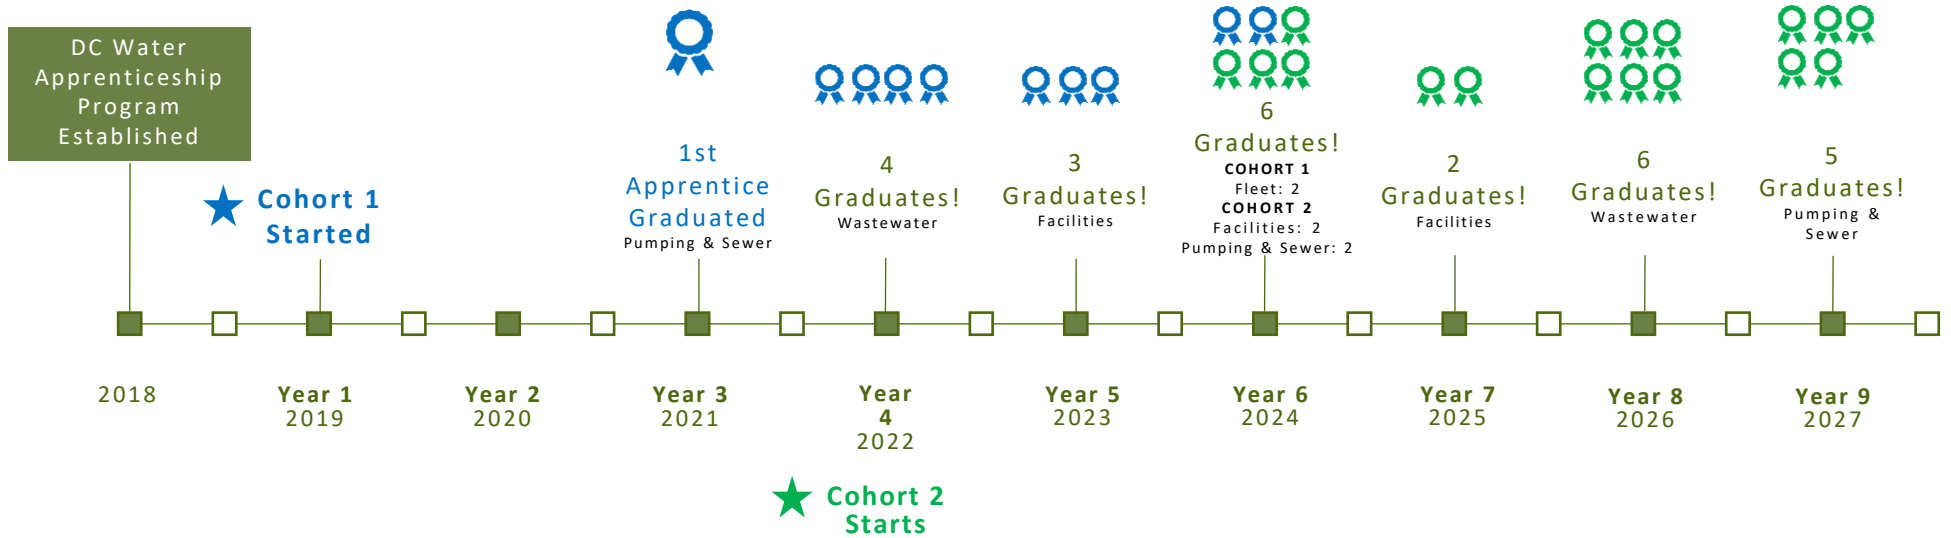 DC Water
Apprenticeship
Program
Established
Cohort 1
Started
1st
Apprentice
Graduated
Pumping & Sewer
4
Graduates!
Wastewater
3
Graduates!
Facilities
6
Graduates!
COHORT 1
Fleet: 2
COHORT 2
Facilities: 2
Pumping & Sewer: 2
2
Graduates!
Facilities
6
Graduates!
Wastewater
5
Graduates!
Pumping &
Sewer
2018
Year 1
2019
Year 2
2020
Year 3
2021
Year
4
2022
Year 5
2023
Year 6
2024
Year 7
2025
Year 8
2026
Year 9
2027
Cohort 2
Starts